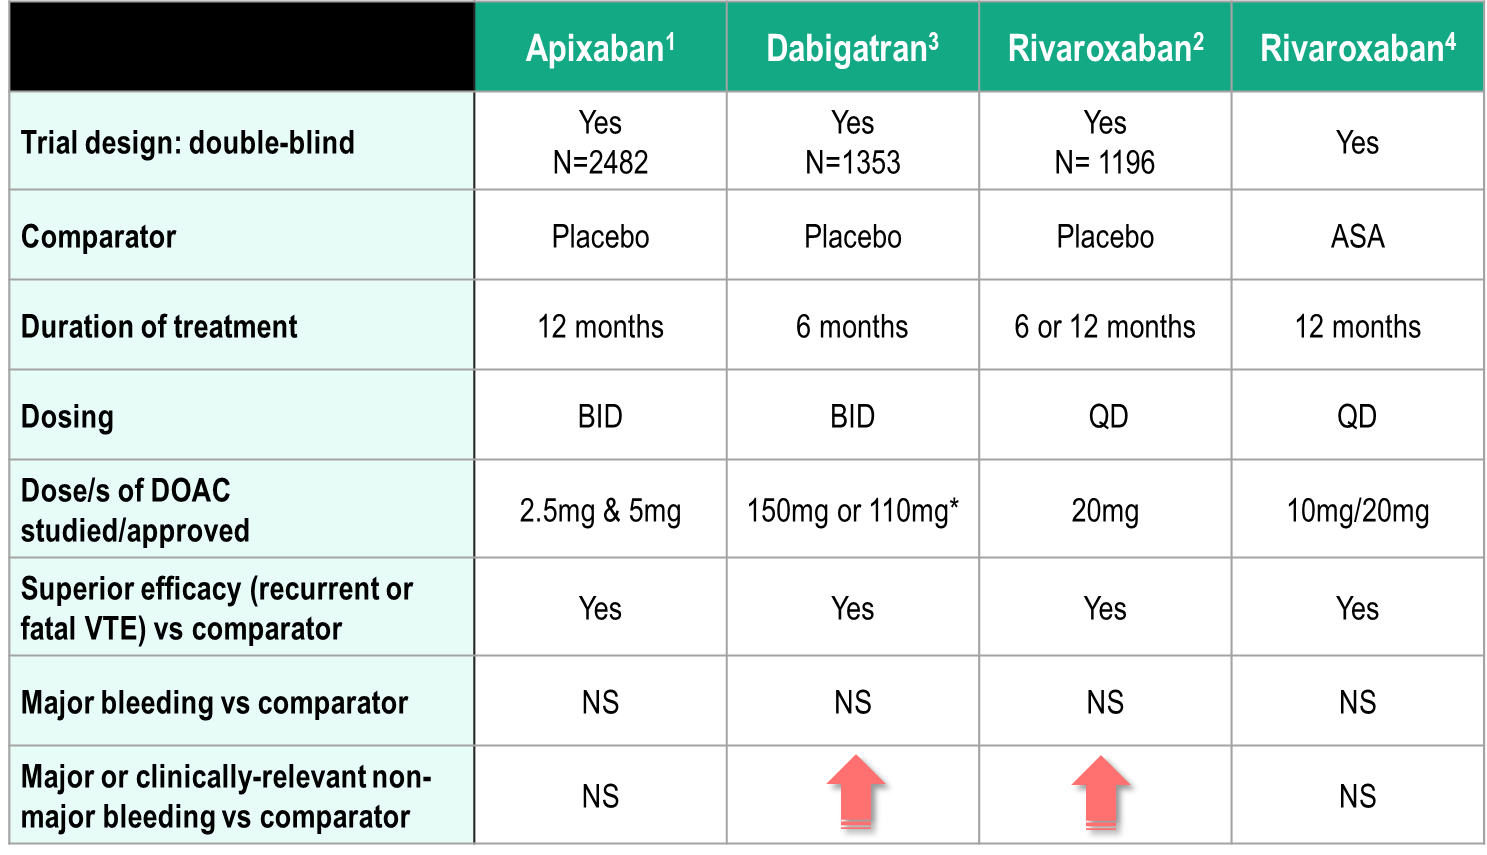 Apixaban1 Dabigatran3 Rivaroxaban2 Rivaroxaban4
Trial design: double-blind
Yes
N=2482
Yes
N=1353
Yes
N= 1196
Yes
Comparator Placebo Placebo Placebo ASA
Duration of treatment 12 months 6 months 6 or 12 months 12 months
Dosing BID BID QD QD
Dose/s of DOAC
studied/approved
2.5mg & 5mg 150mg or 110mg* 20mg 10mg/20mg
Superior efficacy (recurrent or
fatal VTE) vs comparator
Yes Yes Yes Yes
Major bleeding vs comparator NS NS NS NS
Major or clinically-relevant non-
major bleeding vs comparator
NS NS